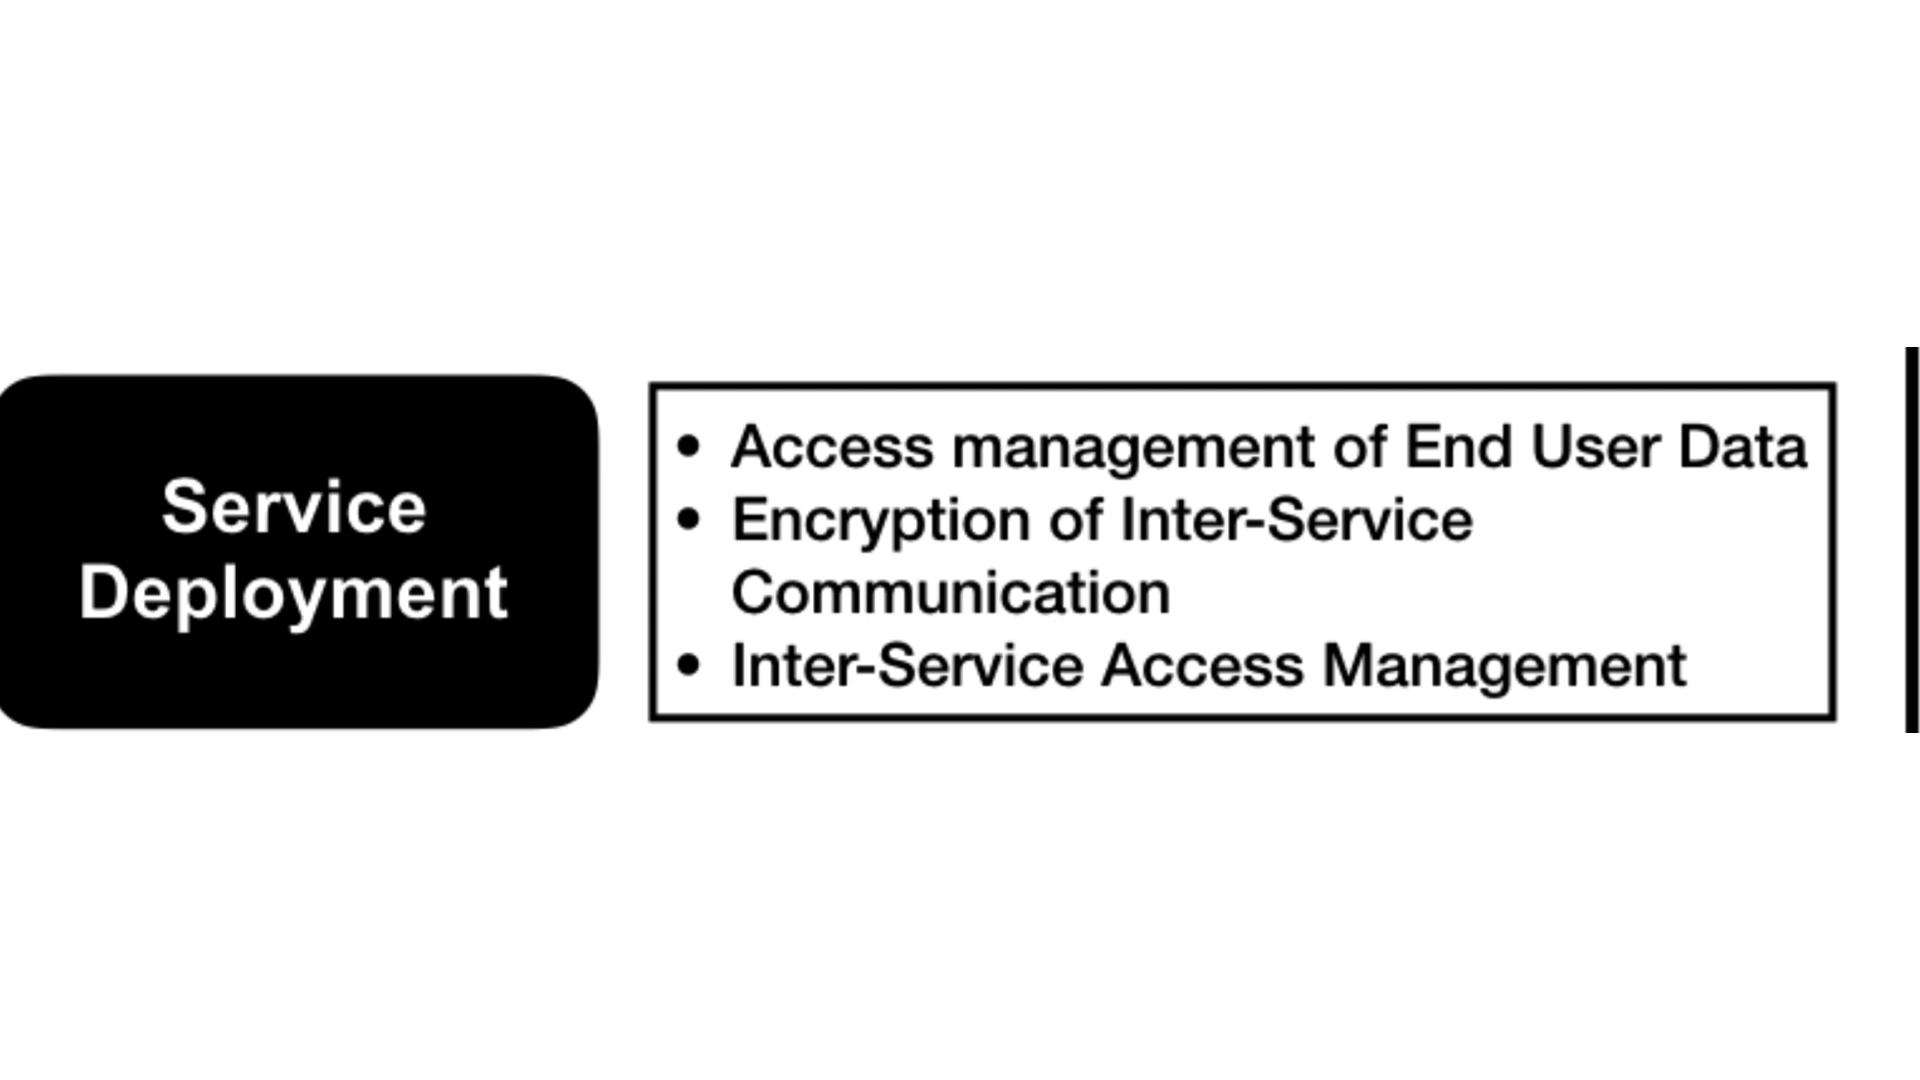 Service
Deployment
• Access management of End User Data
• Encryption of Inter-Service
Communication
• Inter-Service Access Management